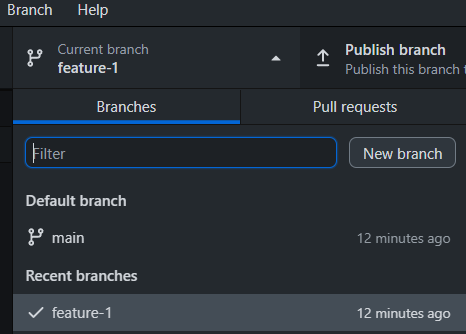 Branch Help
Current branch
feature-1
Publish branch
Publish this branch
Branches Pull requests
Filter New branch
Default branch
main 12 minutes ago
Recent branches
feature-1 12 minutes ago